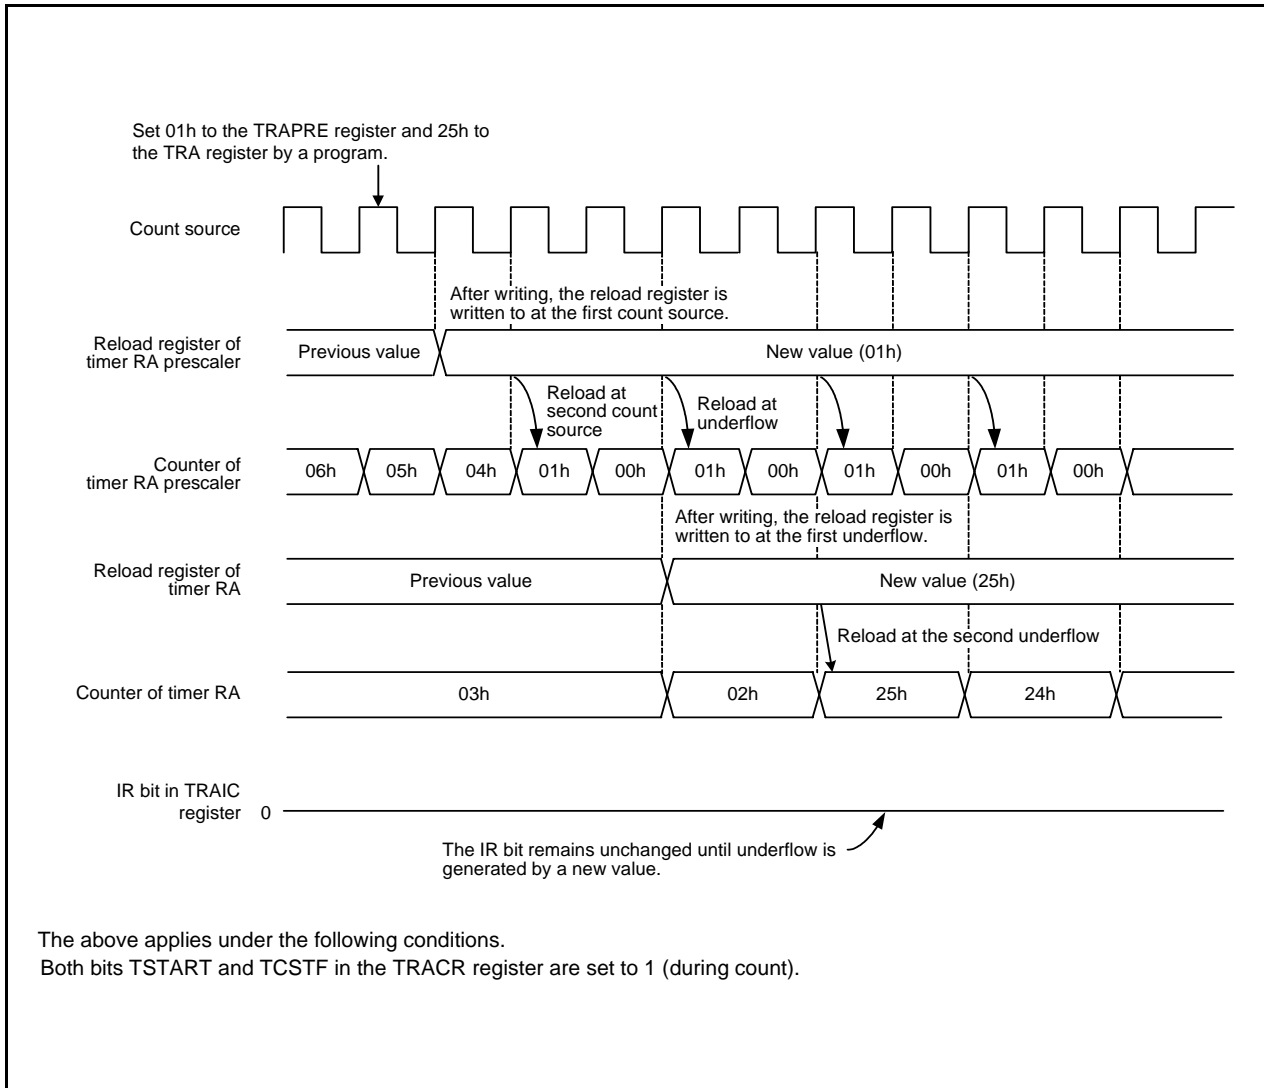 Set 01h to the TRAPRE register and 25h to
the TRA register by a program.
Count source
After writing, the reload register is
written to at the first count source.
Reload register of
timer RA prescaler
Previous value
New value (01h)
Reload at
second count
source
Reload at
underflow
Counter of
timer RA prescaler
06h 05h 04h 01h 00h 01h 00h 01h 00h 01h 00h
After writing, the reload register is
written to at the first underflow.
Reload register of
timer RA
Previous value
New value (25h)
Reload at the second underflow
Counter of timer RA
03h 02h 25h 24h
IR bit in TRAIC
register
0
The IR bit remains unchanged until underflow is
generated by a new value.
The above applies under the following conditions.
Both bits TSTART and TCSTF in the TRACR register are set to 1 (during count).